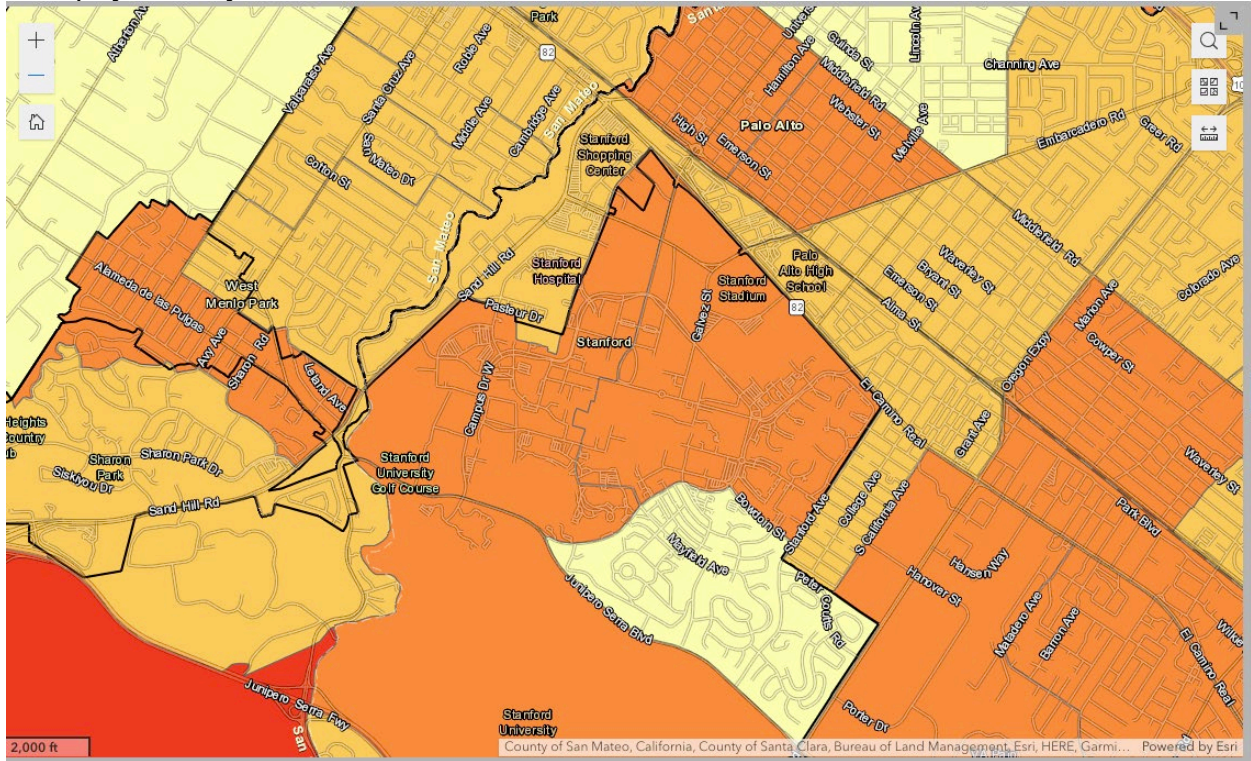 Park
Santa
Univers
Atherton Ave
Valparaiso Ave
Santa Cruz Ave
Roble Ave
82
Guinda St
Middlefield Rd
Lincoln Ave
Channing Ave
Hamilton Ave
Webster St
Middle Ave
Cambridge Ave
San Mateo
San Mateo Dr
Cotton St
Stanford
Shopping
Center
High St
Emerson St
Palo Alto
Melville Ave
Embarcadero Rd
Greer Rd
10
San Mateo
Sand Hill Rd
Stanford
Hospital
Pasteur Dr
Stanford
Stadium
Palo
Alto High
School
82
Middlefield Rd
Waverley St
Bryant St
Emerson St
Alma St
Colorado Ave
West
Menlo Park
Alameda de las Pulgas
Avy Ave
Sharon Rd
Leland Ave
Stanford
Galvez St
Campus Dr W
El Camino Real
Oregon Expy
Marion Ave
Cowper St
Grant Ave
Waverley St
Heights
Country
ub
Sharon
Park
Sharon Park Dr
Siskiyou Dr
Sand Hill Rd
Stanford
University
Golf Course
Bowdoin St
Stanford Ave
College Ave
S California Ave
Park Blvd
Mayfield Ave
Peter Coutts Rd
Hanover St
Hansen Way
Matadero Ave
Barron Ave
El Camino Real
Wilkie
Junipero Serra Blvd
Junipero Serra Fwy
San
Stanford
University
Porter Dr
2,000 ft
County of San Mateo, California, County of Santa Clara, Bureau of Land Management, Esri, HERE, Garmi... Powered by Esri